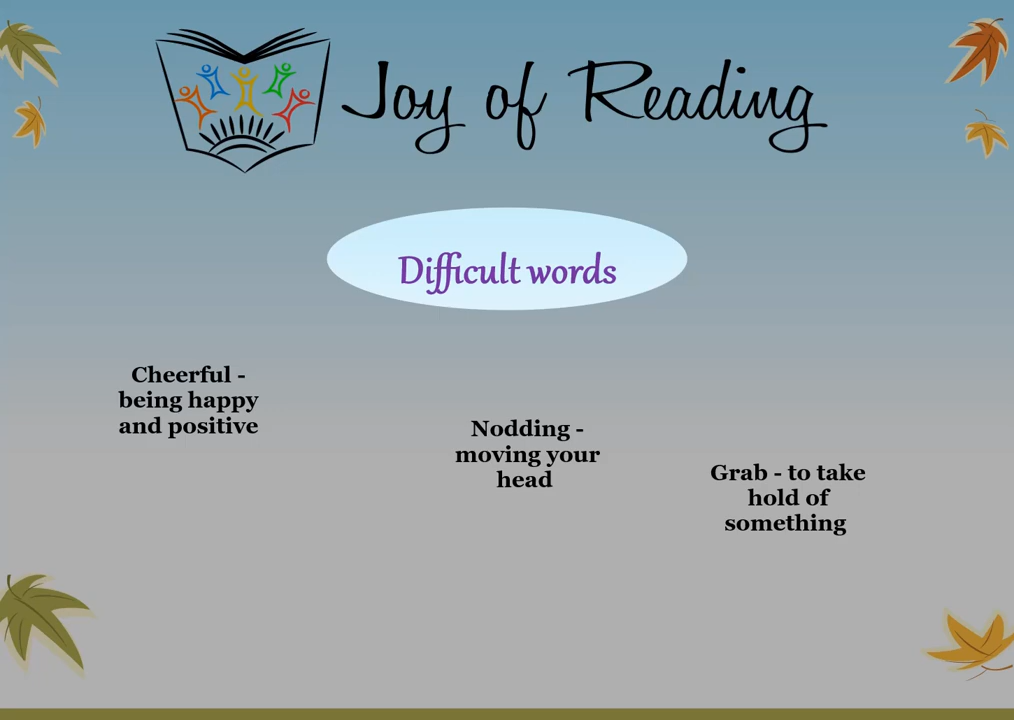 Joy of Reading
Difficult words
Cheerful -
being happy
and positive
Nodding -
moving your
head
Grab - to take
hold of
something